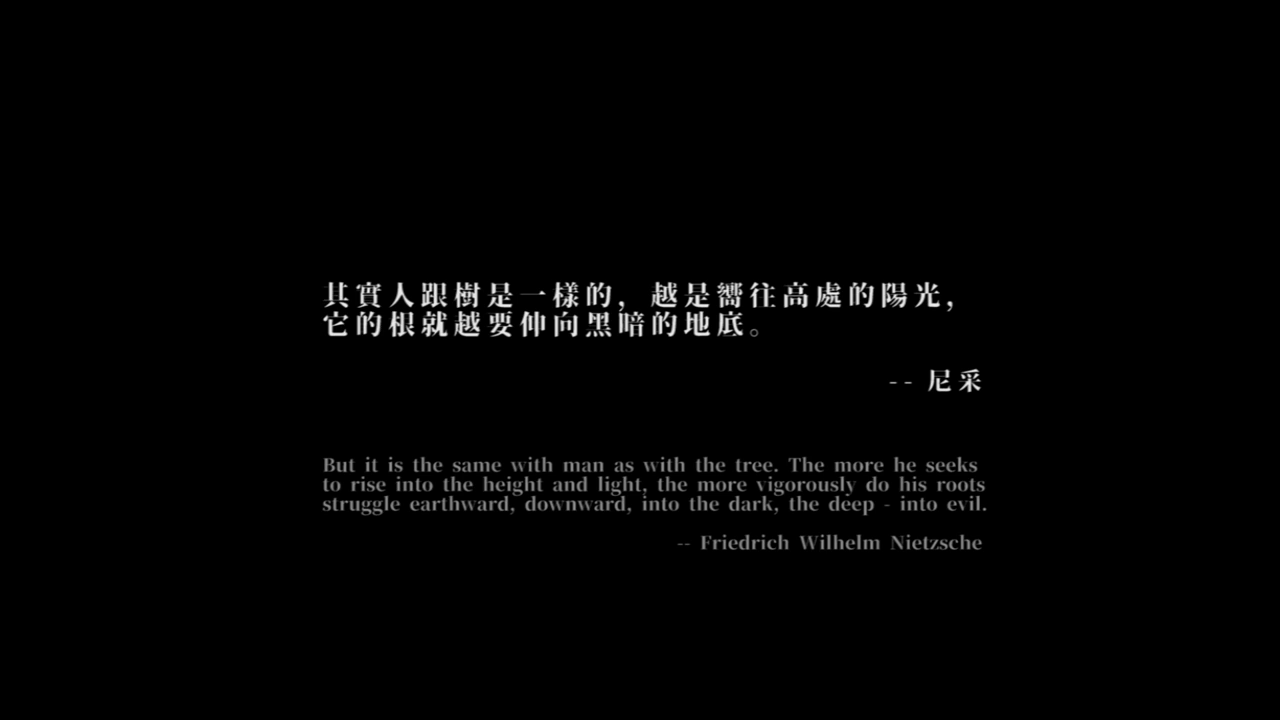 其實人跟樹是一樣的，越是嚮往高處的陽光，
它的根就越要伸向黑暗的地底。
-- 尼采
But it is the same with man as with the tree. The more he seeks
to rise into the height and light, the more vigorously do his roots
struggle earthward, downward, into the dark, the deep - into evil.
-- Friedrich Wilhelm Nietzsche